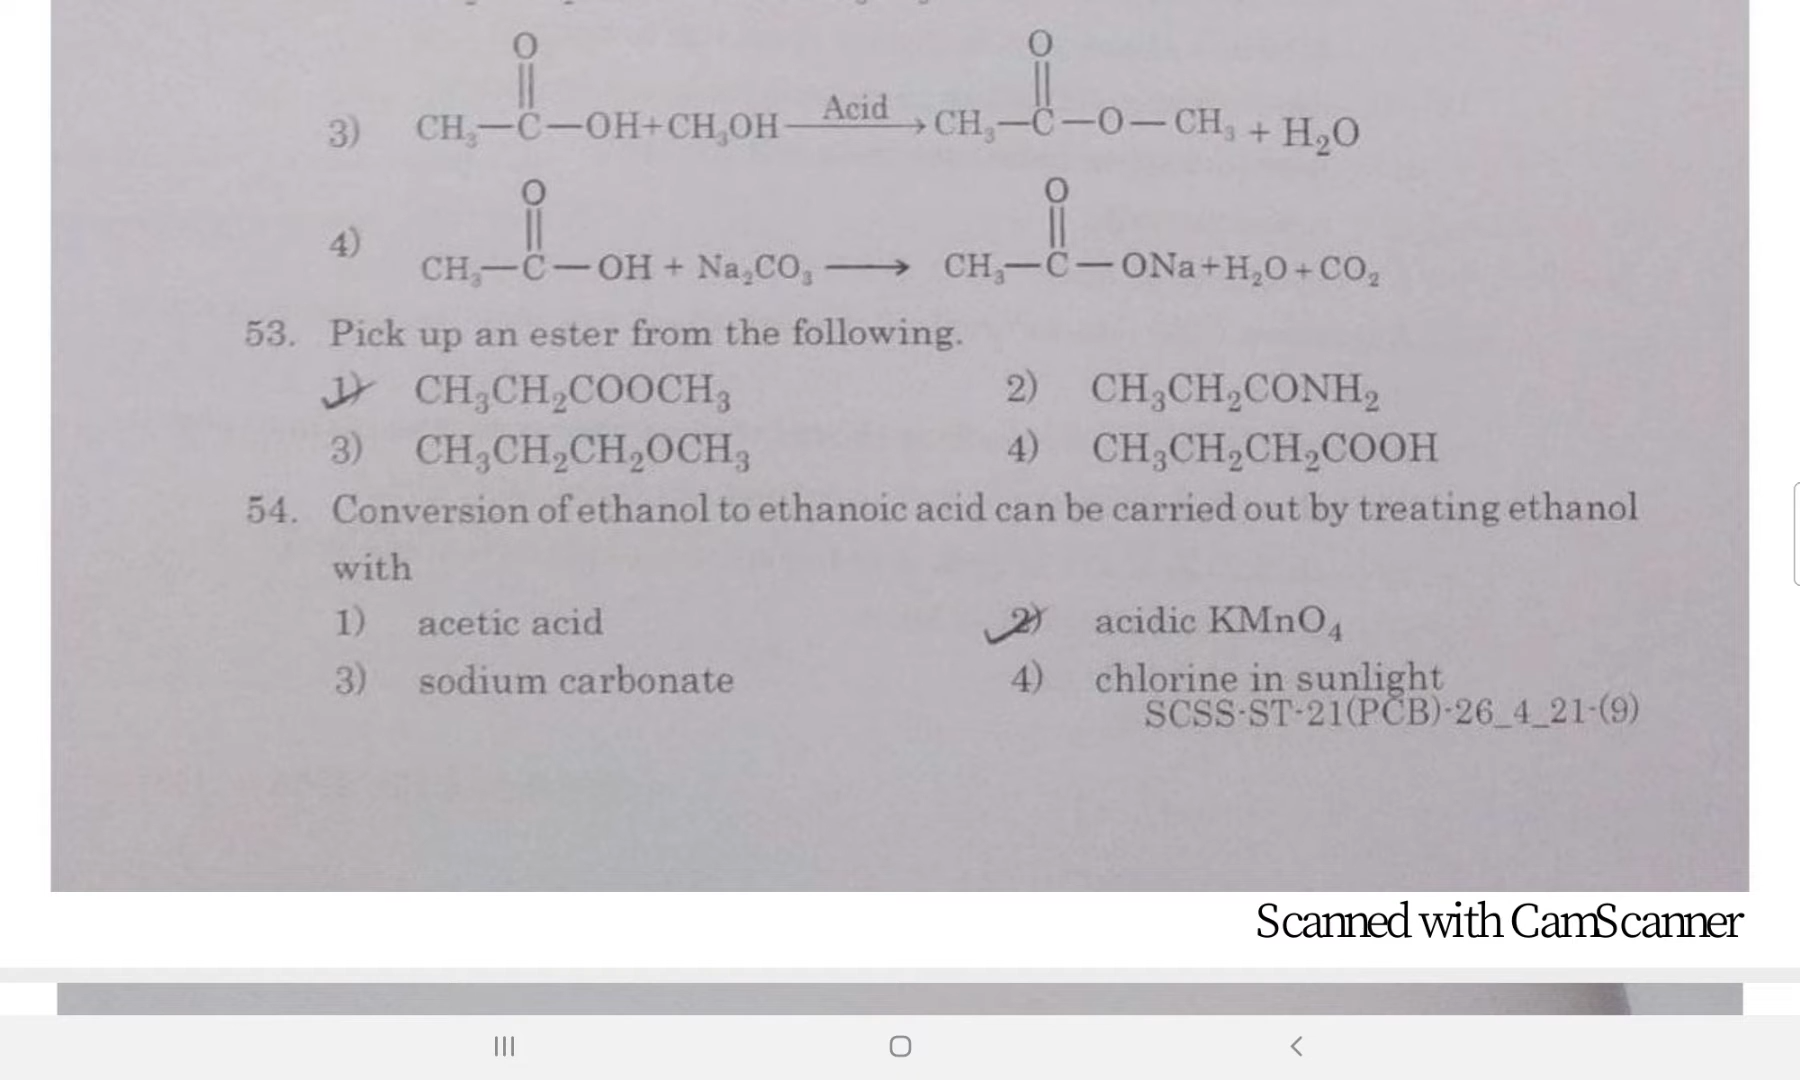 O O
3) CH₃—C—OH+CH₃OH —Acid→ CH₃—C—O—CH₃ + H₂O
O O
4) CH₃—C—OH + Na₂CO₃ ⟶ CH₃—C—ONa+H₂O+CO₂
53. Pick up an ester from the following.
1) CH₃CH₂COOCH₃ 2) CH₃CH₂CONH₂
3) CH₃CH₂CH₂OCH₃ 4) CH₃CH₂CH₂COOH
54. Conversion of ethanol to ethanoic acid can be carried out by treating ethanol
with
1) acetic acid 2) acidic KMnO₄
3) sodium carbonate 4) chlorine in sunlight
SCSS-ST-21(PCB)-26_4_21-(9)
Scanned with CamScanner